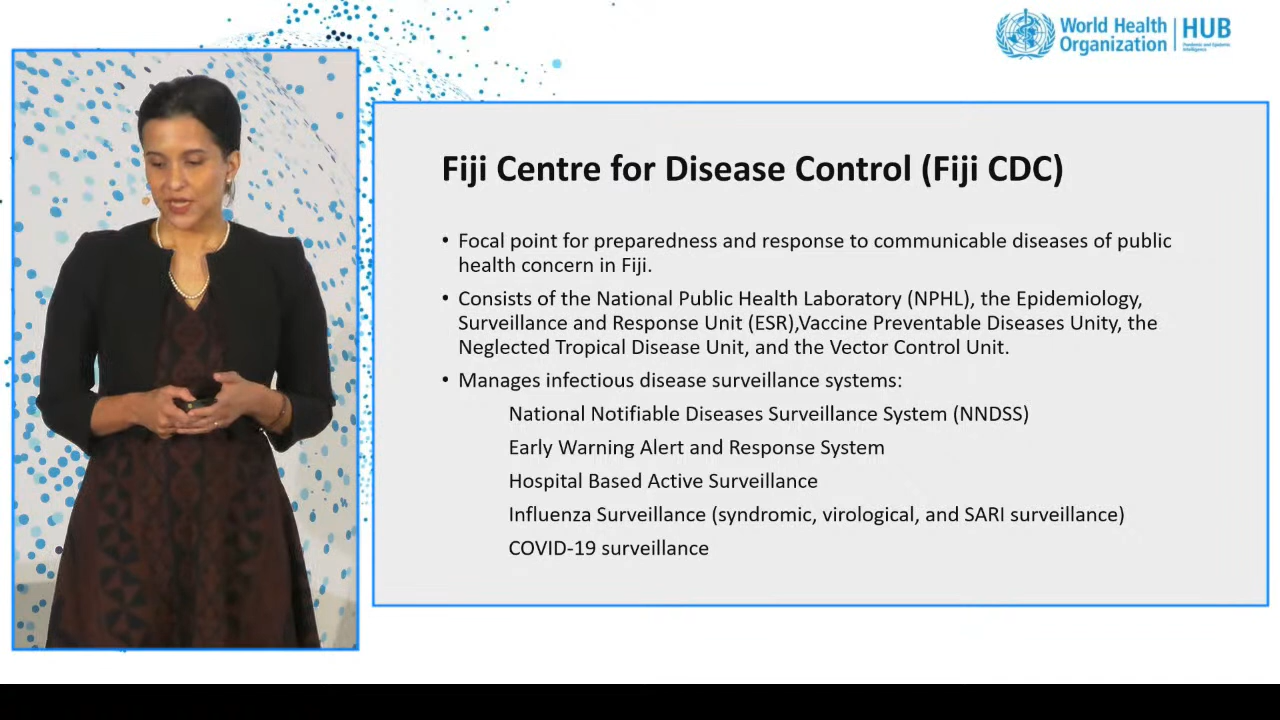 World Health
Organization
HUB
Pandemic and Epidemic
Intelligence
Fiji Centre for Disease Control (Fiji CDC)
• Focal point for preparedness and response to communicable diseases of public
health concern in Fiji.
• Consists of the National Public Health Laboratory (NPHL), the Epidemiology,
Surveillance and Response Unit (ESR),Vaccine Preventable Diseases Unity, the
Neglected Tropical Disease Unit, and the Vector Control Unit.
• Manages infectious disease surveillance systems:
National Notifiable Diseases Surveillance System (NNDSS)
Early Warning Alert and Response System
Hospital Based Active Surveillance
Influenza Surveillance (syndromic, virological, and SARI surveillance)
COVID-19 surveillance